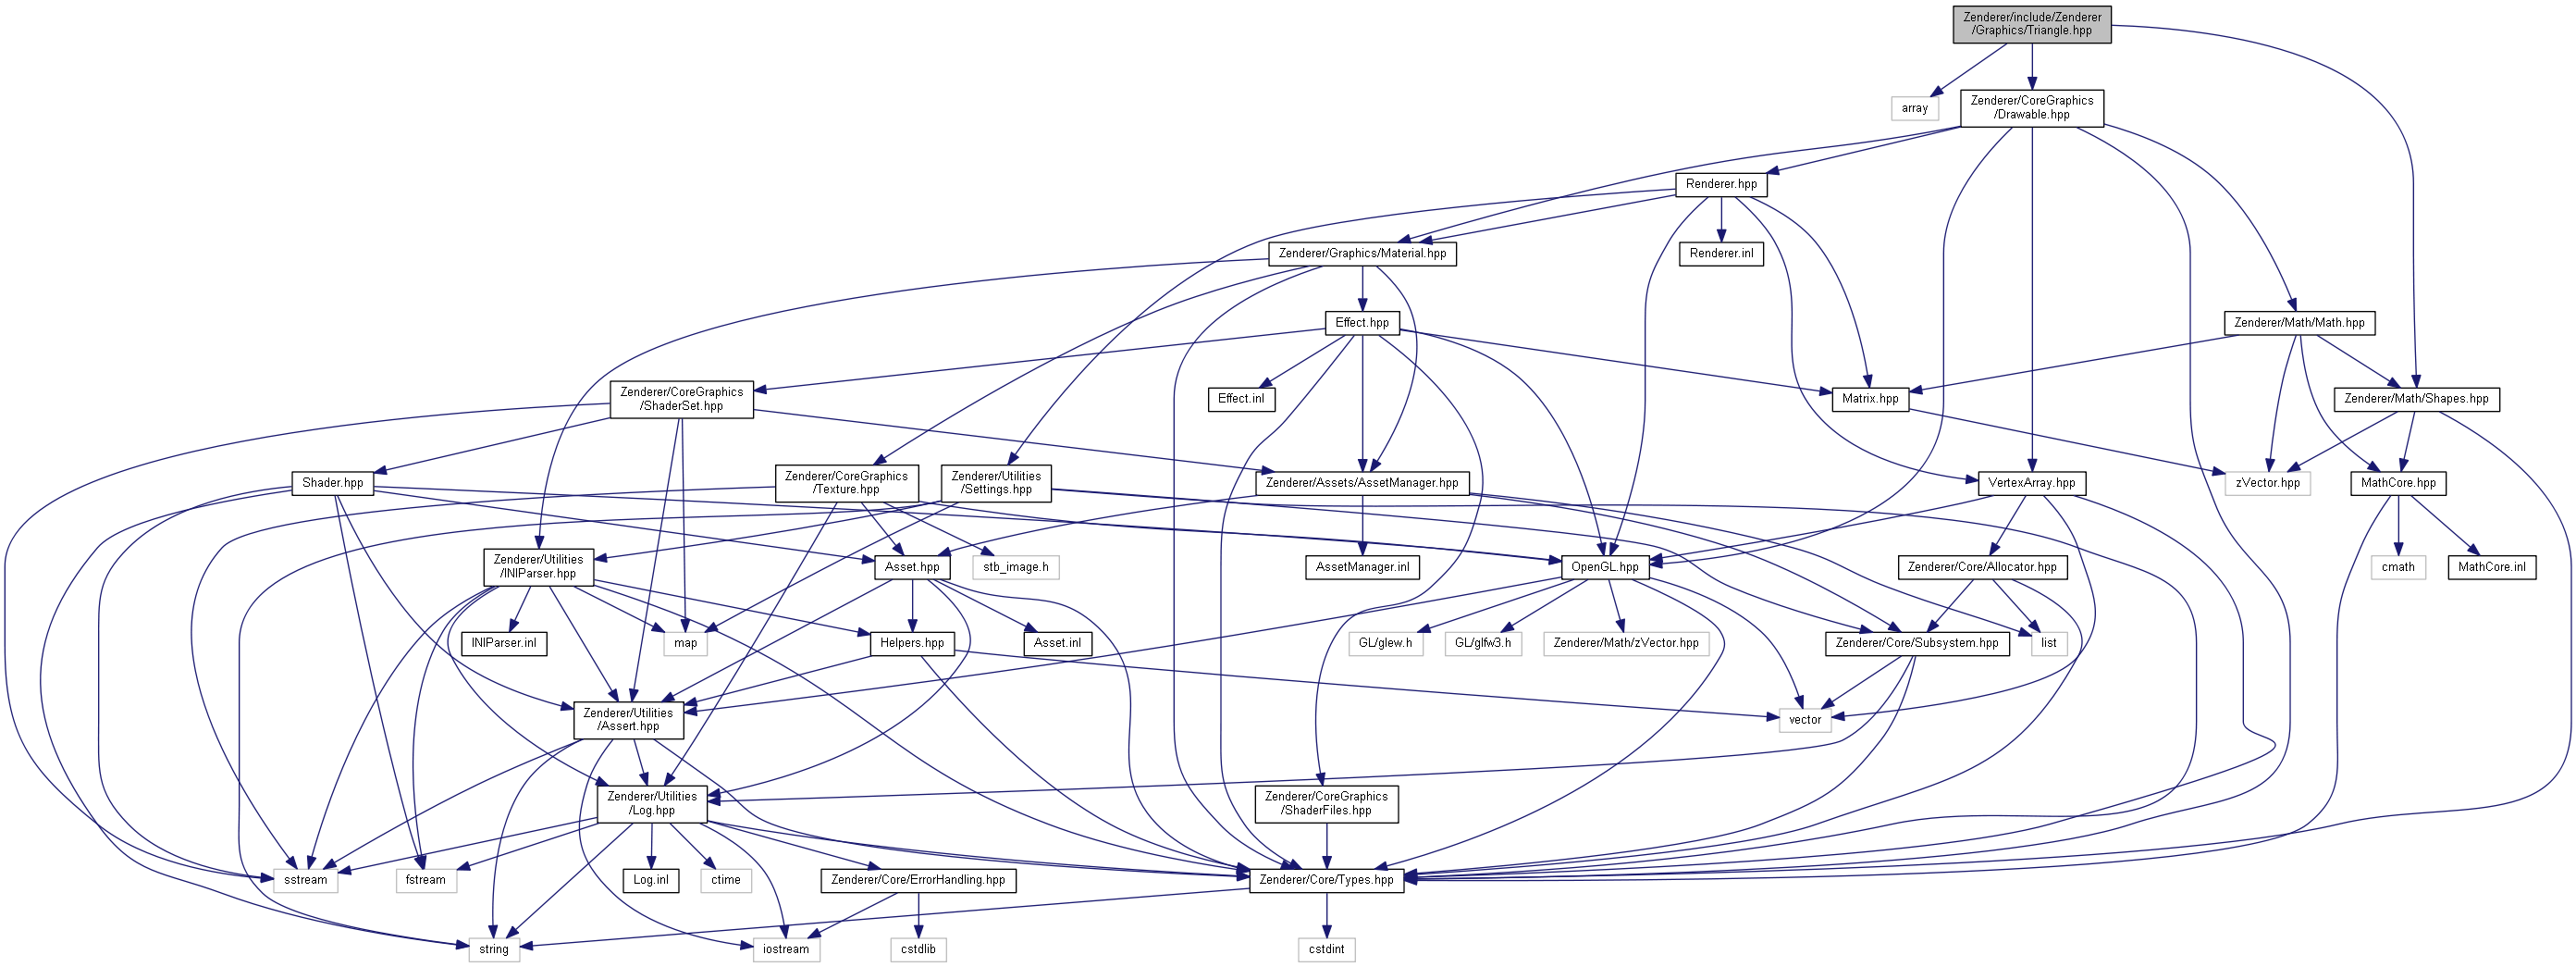 Zenderer/include/Zenderer
/Graphics/Triangle.hpp
array
Zenderer/CoreGraphics
/Drawable.hpp
Renderer.hpp
Zenderer/Graphics/Material.hpp
Renderer.inl
Effect.hpp
Zenderer/Math/Math.hpp
Zenderer/CoreGraphics
/ShaderSet.hpp
Effect.inl
Matrix.hpp
Zenderer/Math/Shapes.hpp
Shader.hpp
Zenderer/CoreGraphics
/Texture.hpp
Zenderer/Utilities
/Settings.hpp
Zenderer/Assets/AssetManager.hpp
VertexArray.hpp
zVector.hpp
MathCore.hpp
Zenderer/Utilities
/INIParser.hpp
Asset.hpp
stb_image.h
AssetManager.inl
OpenGL.hpp
Zenderer/Core/Allocator.hpp
cmath
MathCore.inl
INIParser.inl
map
Helpers.hpp
Asset.inl
GL/glew.h
GL/glfw3.h
Zenderer/Math/zVector.hpp
Zenderer/Core/Subsystem.hpp
list
Zenderer/Utilities
/Assert.hpp
vector
Zenderer/Utilities
/Log.hpp
Zenderer/CoreGraphics
/ShaderFiles.hpp
sstream
fstream
Log.inl
ctime
Zenderer/Core/ErrorHandling.hpp
Zenderer/Core/Types.hpp
string
iostream
cstdlib
cstdint